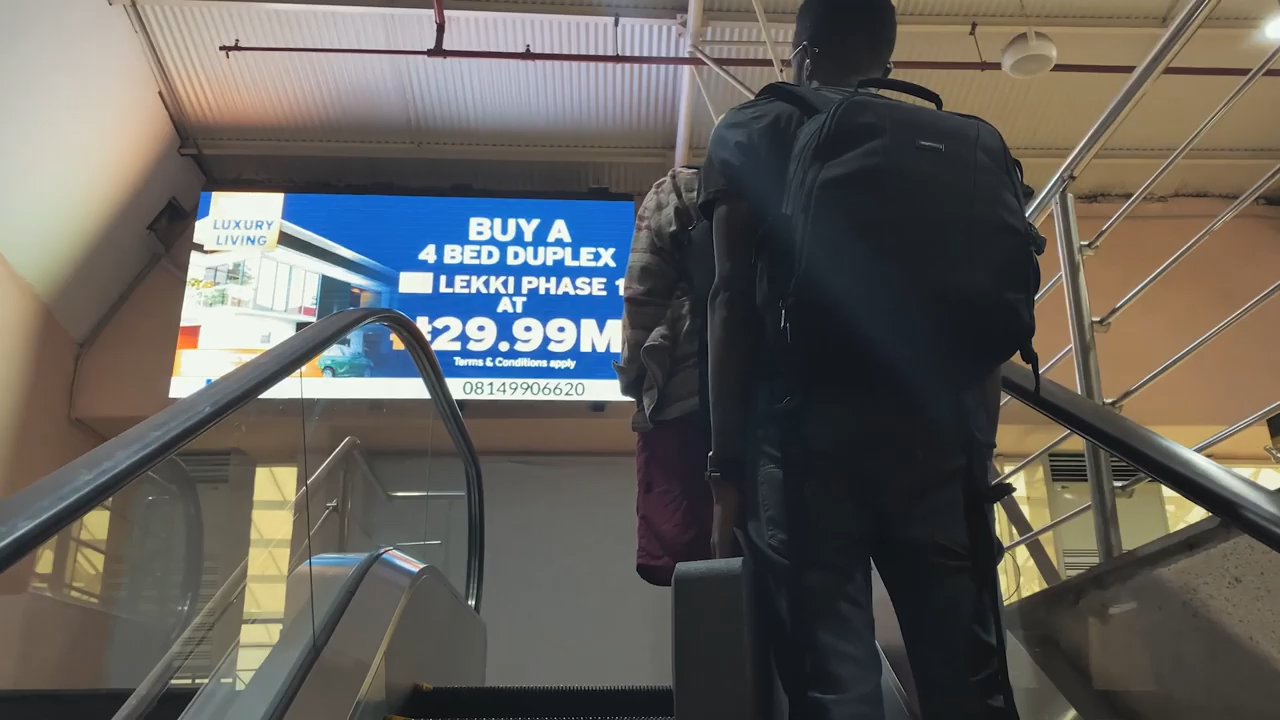 LUXURY
LIVING
BUY A
4 BED DUPLEX
LEKKI PHASE 1
AT
₦29.99M
Terms & Conditions apply
08149906620